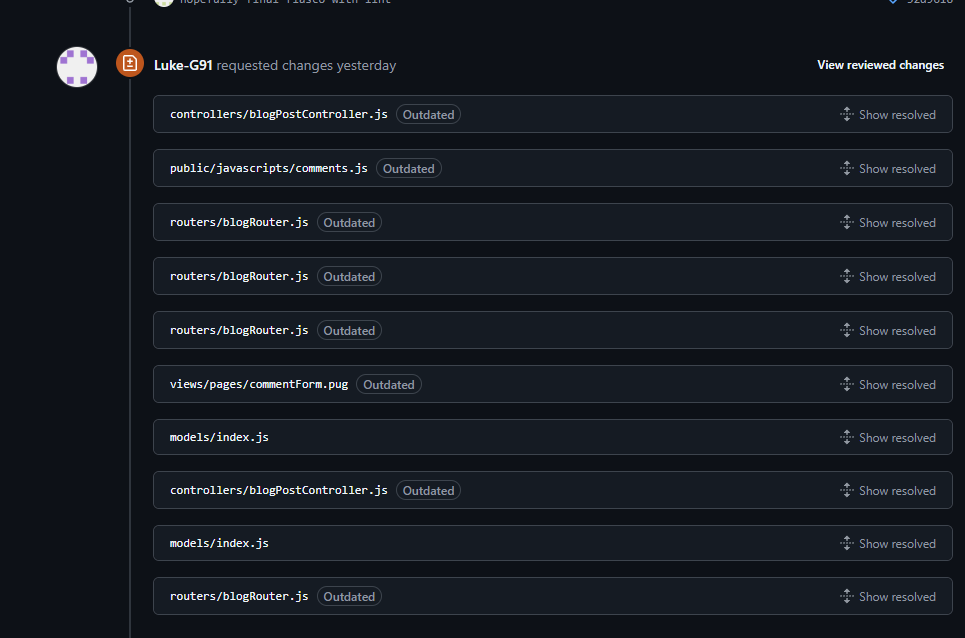 hopefully final fiasco with lint
Luke-G91 requested changes yesterday View reviewed changes
controllers/blogPostController.js Outdated Show resolved
public/javascripts/comments.js Outdated Show resolved
routers/blogRouter.js Outdated Show resolved
routers/blogRouter.js Outdated Show resolved
routers/blogRouter.js Outdated Show resolved
views/pages/commentForm.pug Outdated Show resolved
models/index.js Show resolved
controllers/blogPostController.js Outdated Show resolved
models/index.js Show resolved
routers/blogRouter.js Outdated Show resolved